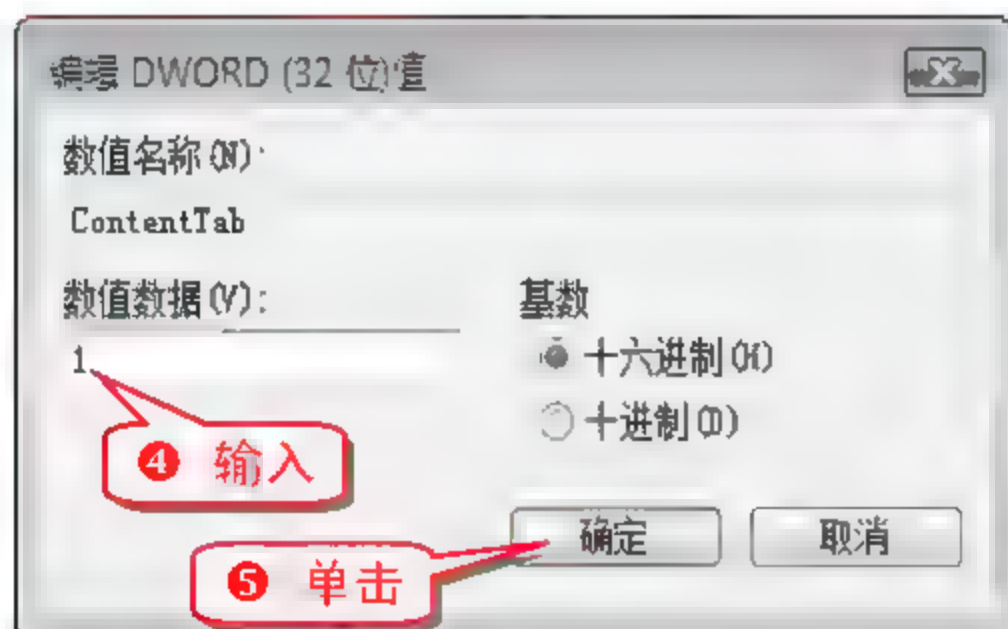 编辑 DWORD (32 位)值
数值名称(N):
ContentTab
数值数据(V):
基数
1
十六进制(H)
十进制(D)
❹ 输入
确定
取消
❺ 单击